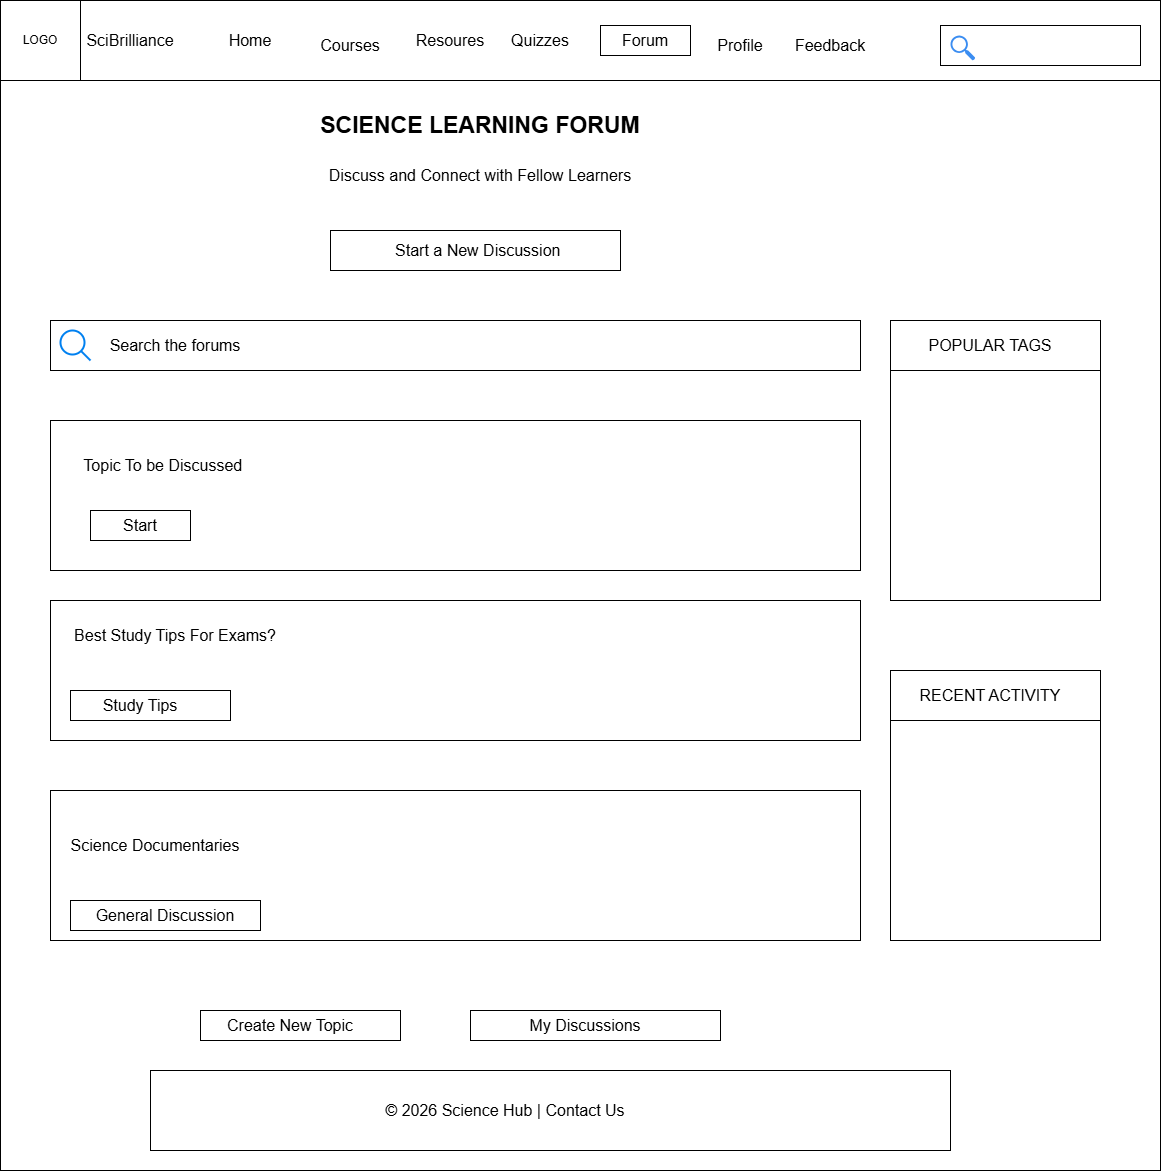 LOGO
SciBrilliance
Home
Courses
Resoures
Quizzes
Forum
Profile
Feedback
SCIENCE LEARNING FORUM
Discuss and Connect with Fellow Learners
Start a New Discussion
Search the forums
POPULAR TAGS
Topic To be Discussed
Start
Best Study Tips For Exams?
Study Tips
RECENT ACTIVITY
Science Documentaries
General Discussion
Create New Topic
My Discussions
© 2026 Science Hub | Contact Us